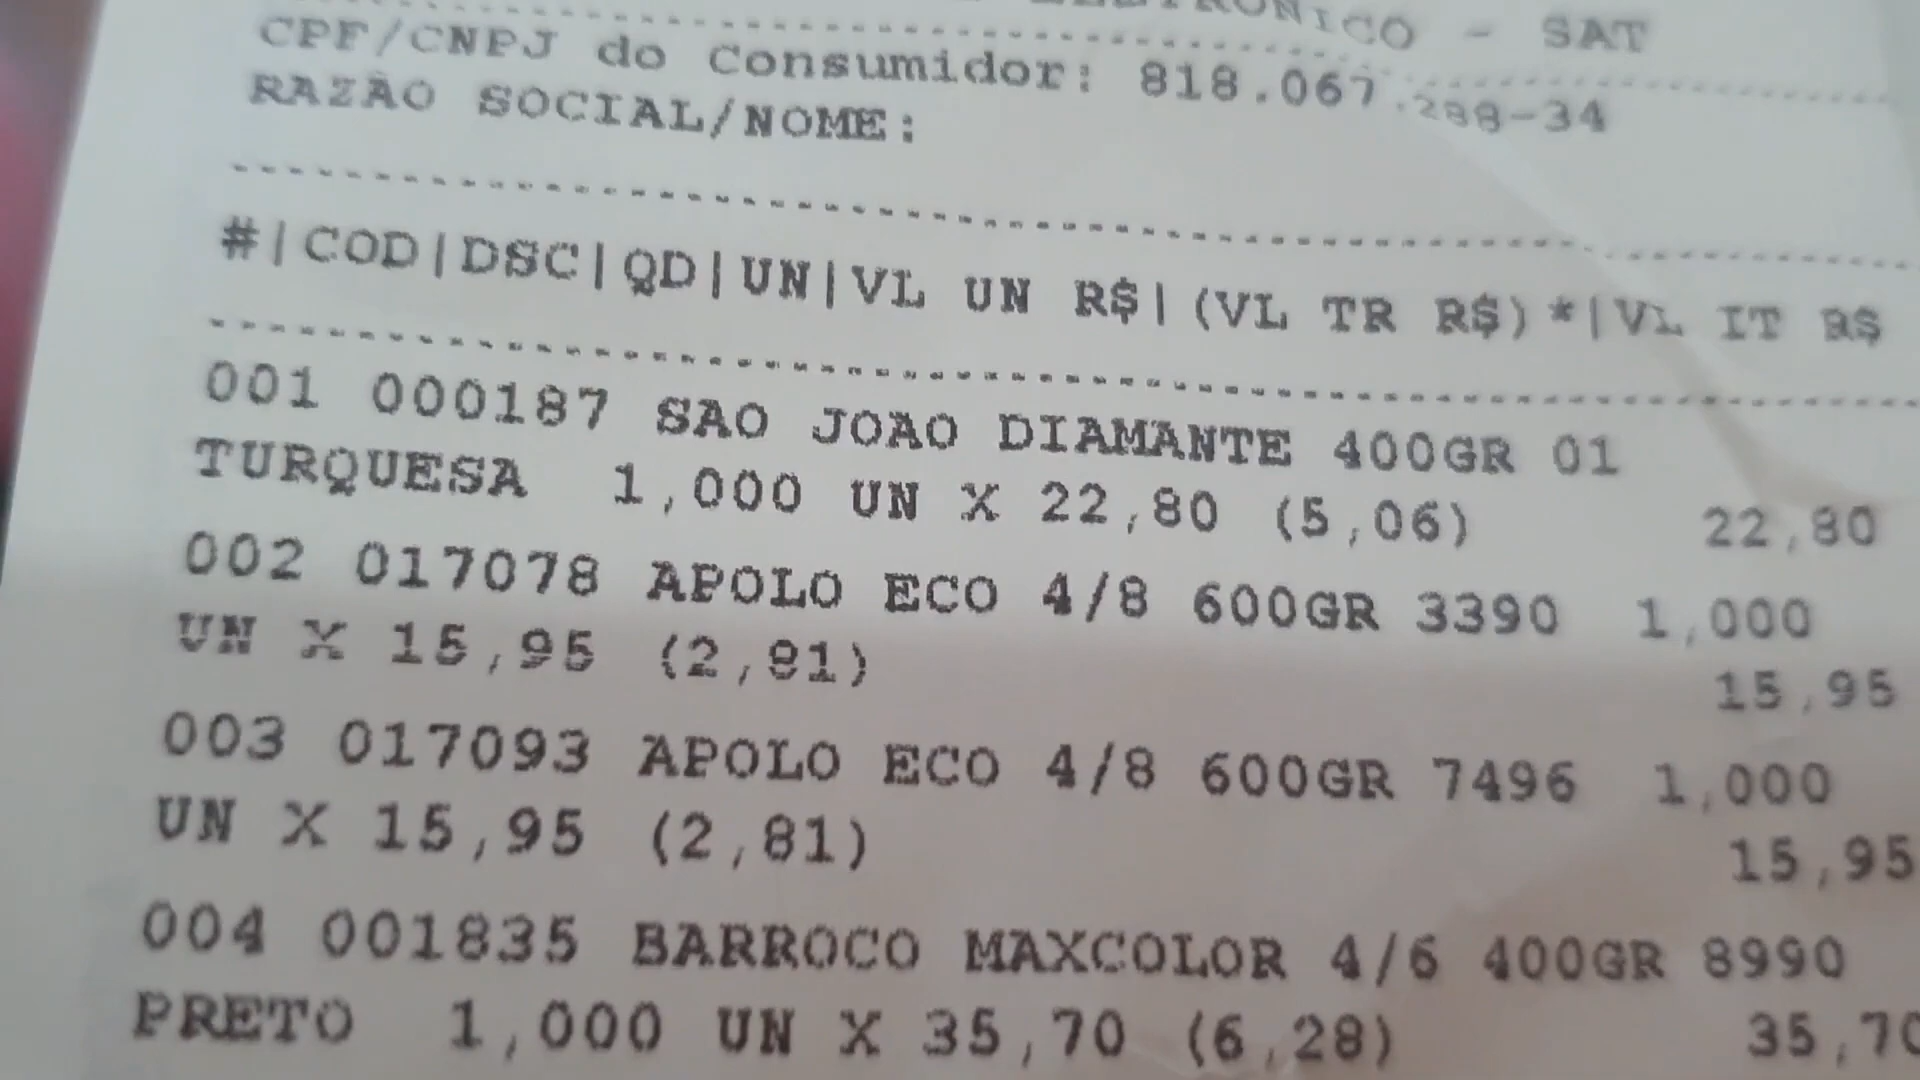 ELETRONICO - SAT
CPF/CNPJ do Consumidor: 818.067.288-34
RAZÃO SOCIAL/NOME:
#|COD|DSC|QD|UN|VL UN R$|(VL TR R$)*|VL IT R$
001 000187 SAO JOAO DIAMANTE 400GR 01
TURQUESA 1,000 UN X 22,80 (5,06) 22,80
002 017078 APOLO ECO 4/8 600GR 3390 1,000
UN X 15,95 (2,81)
15,95
003 017093 APOLO ECO 4/8 600GR 7496 1,000
UN X 15,95 (2,81)
15,95
004 001835 BARROCO MAXCOLOR 4/6 400GR 8990
PRETO 1,000 UN X 35,70 (6,28) 35,70